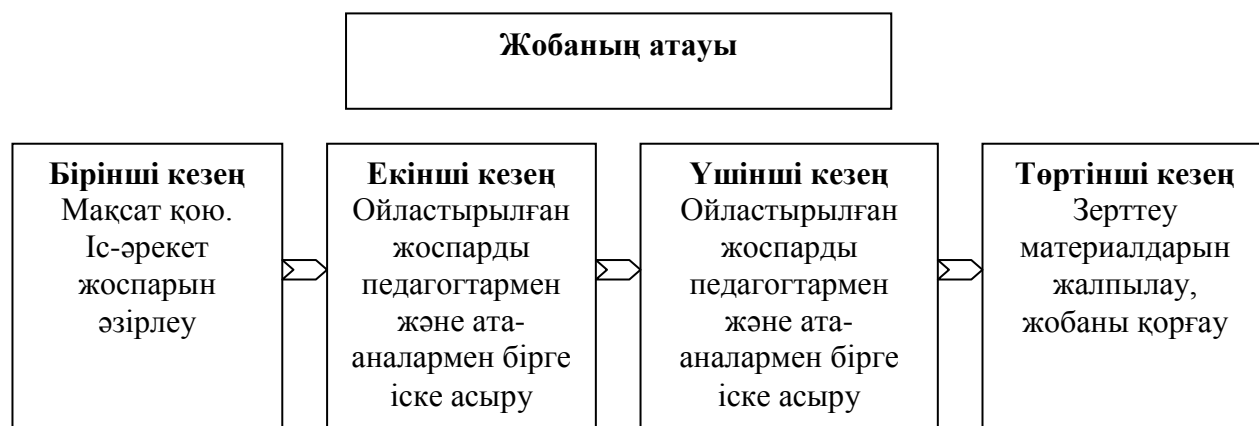 Жобаның атауы
Бірінші кезең
Мақсат қою.
Іс-әрекет
жоспарын
әзірлеу
Екінші кезең
Ойластырылған
жоспарды
педагогтармен
және ата-
аналармен бірге
іске асыру
Үшінші кезең
Ойластырылған
жоспарды
педагогтармен
және ата-
аналармен бірге
іске асыру
Төртінші кезең
Зерттеу
материалдарын
жалпылау,
жобаны қорғау